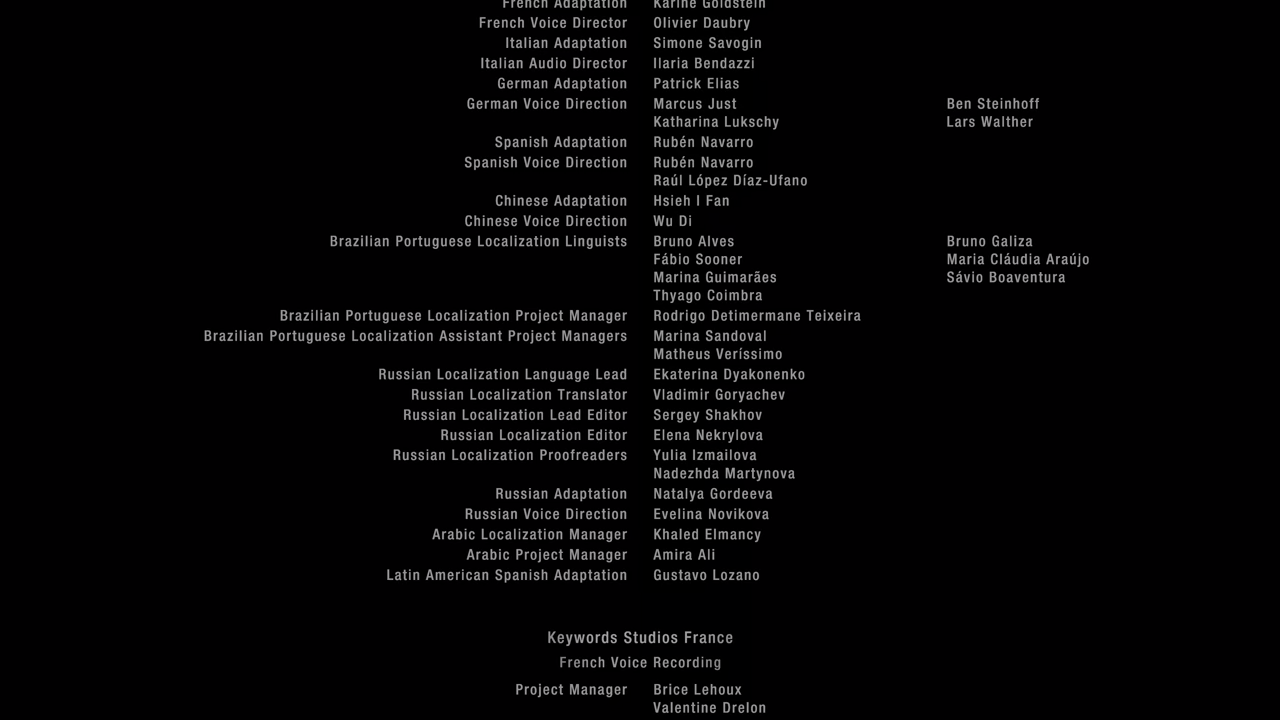 French Adaptation Karine Goldstein
French Voice Director Olivier Daubry
Italian Adaptation Simone Savogin
Italian Audio Director Ilaria Bendazzi
German Adaptation Patrick Elias
German Voice Direction Marcus Just Ben Steinhoff
Katharina Lukschy Lars Walther
Spanish Adaptation Rubén Navarro
Spanish Voice Direction Rubén Navarro
Raúl López Díaz-Ufano
Chinese Adaptation Hsieh I Fan
Chinese Voice Direction Wu Di
Brazilian Portuguese Localization Linguists Bruno Alves Bruno Galiza
Fábio Sooner Maria Cláudia Araújo
Marina Guimarães Sávio Boaventura
Thyago Coimbra
Brazilian Portuguese Localization Project Manager Rodrigo Detimermane Teixeira
Brazilian Portuguese Localization Assistant Project Managers Marina Sandoval
Matheus Veríssimo
Russian Localization Language Lead Ekaterina Dyakonenko
Russian Localization Translator Vladimir Goryachev
Russian Localization Lead Editor Sergey Shakhov
Russian Localization Editor Elena Nekrylova
Russian Localization Proofreaders Yulia Izmailova
Nadezhda Martynova
Russian Adaptation Natalya Gordeeva
Russian Voice Direction Evelina Novikova
Arabic Localization Manager Khaled Elmancy
Arabic Project Manager Amira Ali
Latin American Spanish Adaptation Gustavo Lozano
Keywords Studios France
French Voice Recording
Project Manager Brice Lehoux
Valentine Drelon